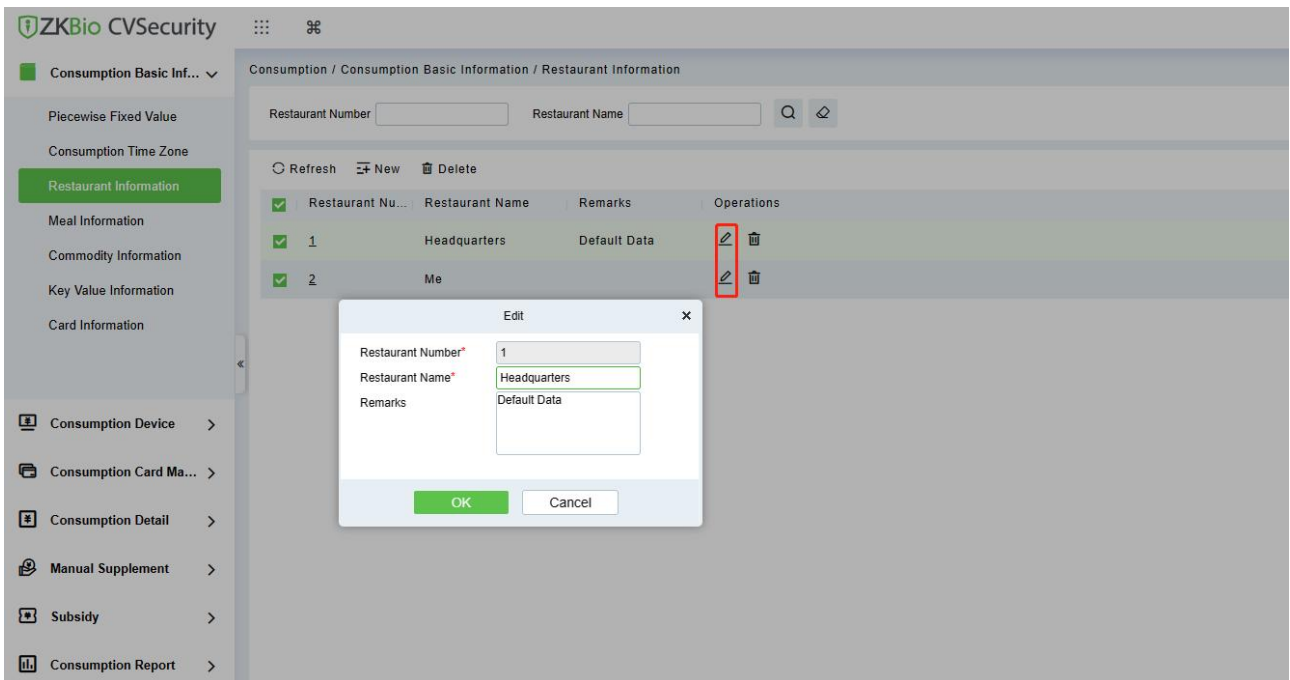 ZKBio CVSecurity
Consumption Basic Inf...
Consumption / Consumption Basic Information / Restaurant Information
Piecewise Fixed Value
Consumption Time Zone
Restaurant Information
Meal Information
Commodity Information
Key Value Information
Card Information
Consumption Device
Consumption Card Ma...
Consumption Detail
Manual Supplement
Subsidy
Consumption Report
Restaurant Number Restaurant Name
Refresh New Delete
Restaurant Nu... Restaurant Name Remarks Operations
1 Headquarters Default Data
2 Me
Edit
Restaurant Number* 1
Restaurant Name* Headquarters
Remarks Default Data
OK Cancel